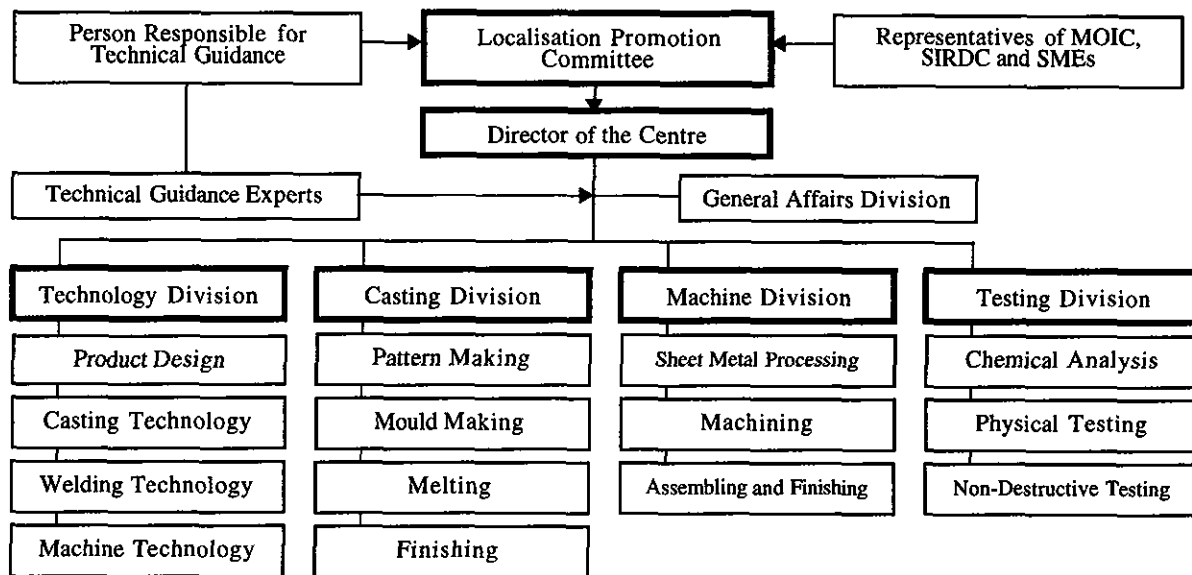 Person Responsible for
Technical Guidance
Localisation Promotion
Committee
Representatives of MOIC,
SIRDC and SMEs
Director of the Centre
Technical Guidance Experts
General Affairs Division
Technology Division
Casting Division
Machine Division
Testing Division
Product Design
Pattern Making
Sheet Metal Processing
Chemical Analysis
Casting Technology
Mould Making
Machining
Physical Testing
Welding Technology
Melting
Assembling and Finishing
Non-Destructive Testing
Machine Technology
Finishing